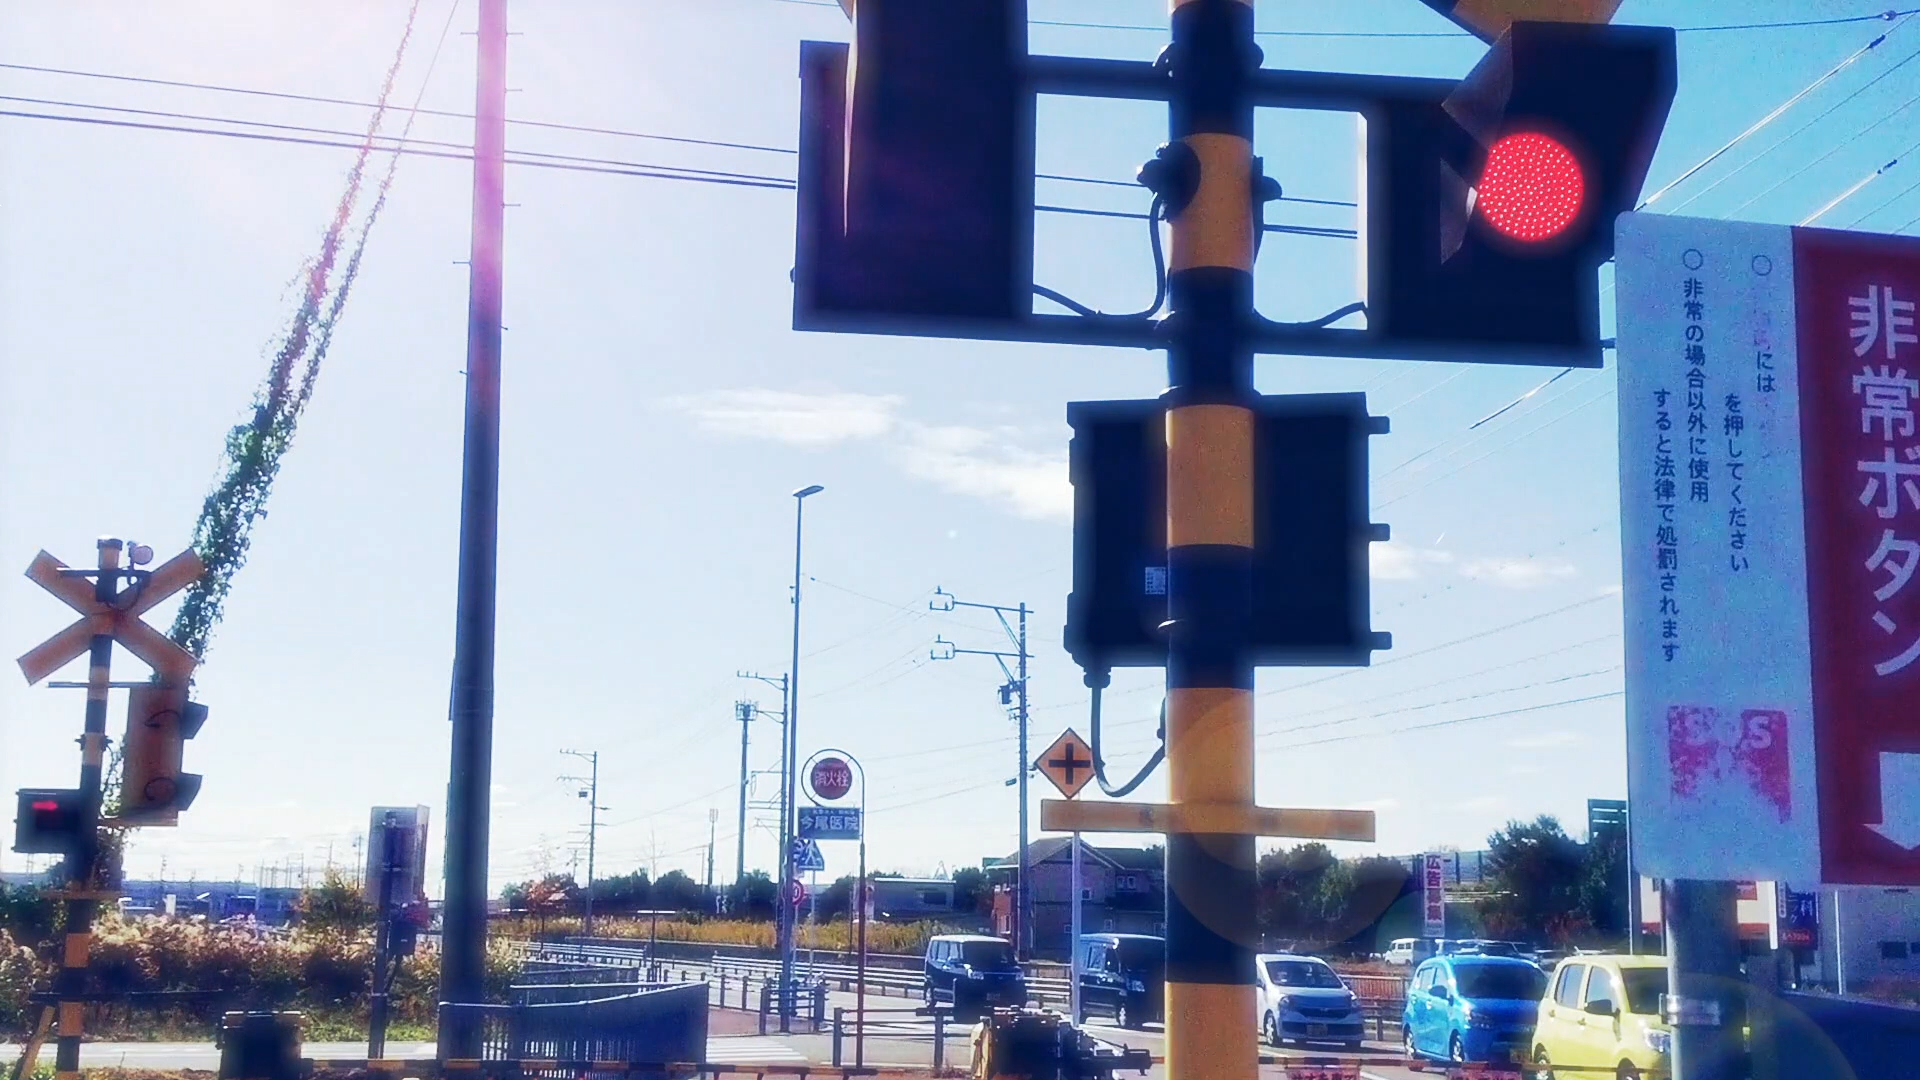 非常ボタン
○ には
を押してください
○非常の場合以外に使用
すると法律で処罰されます
SOS
消火栓
今尾医院
広告募集
科